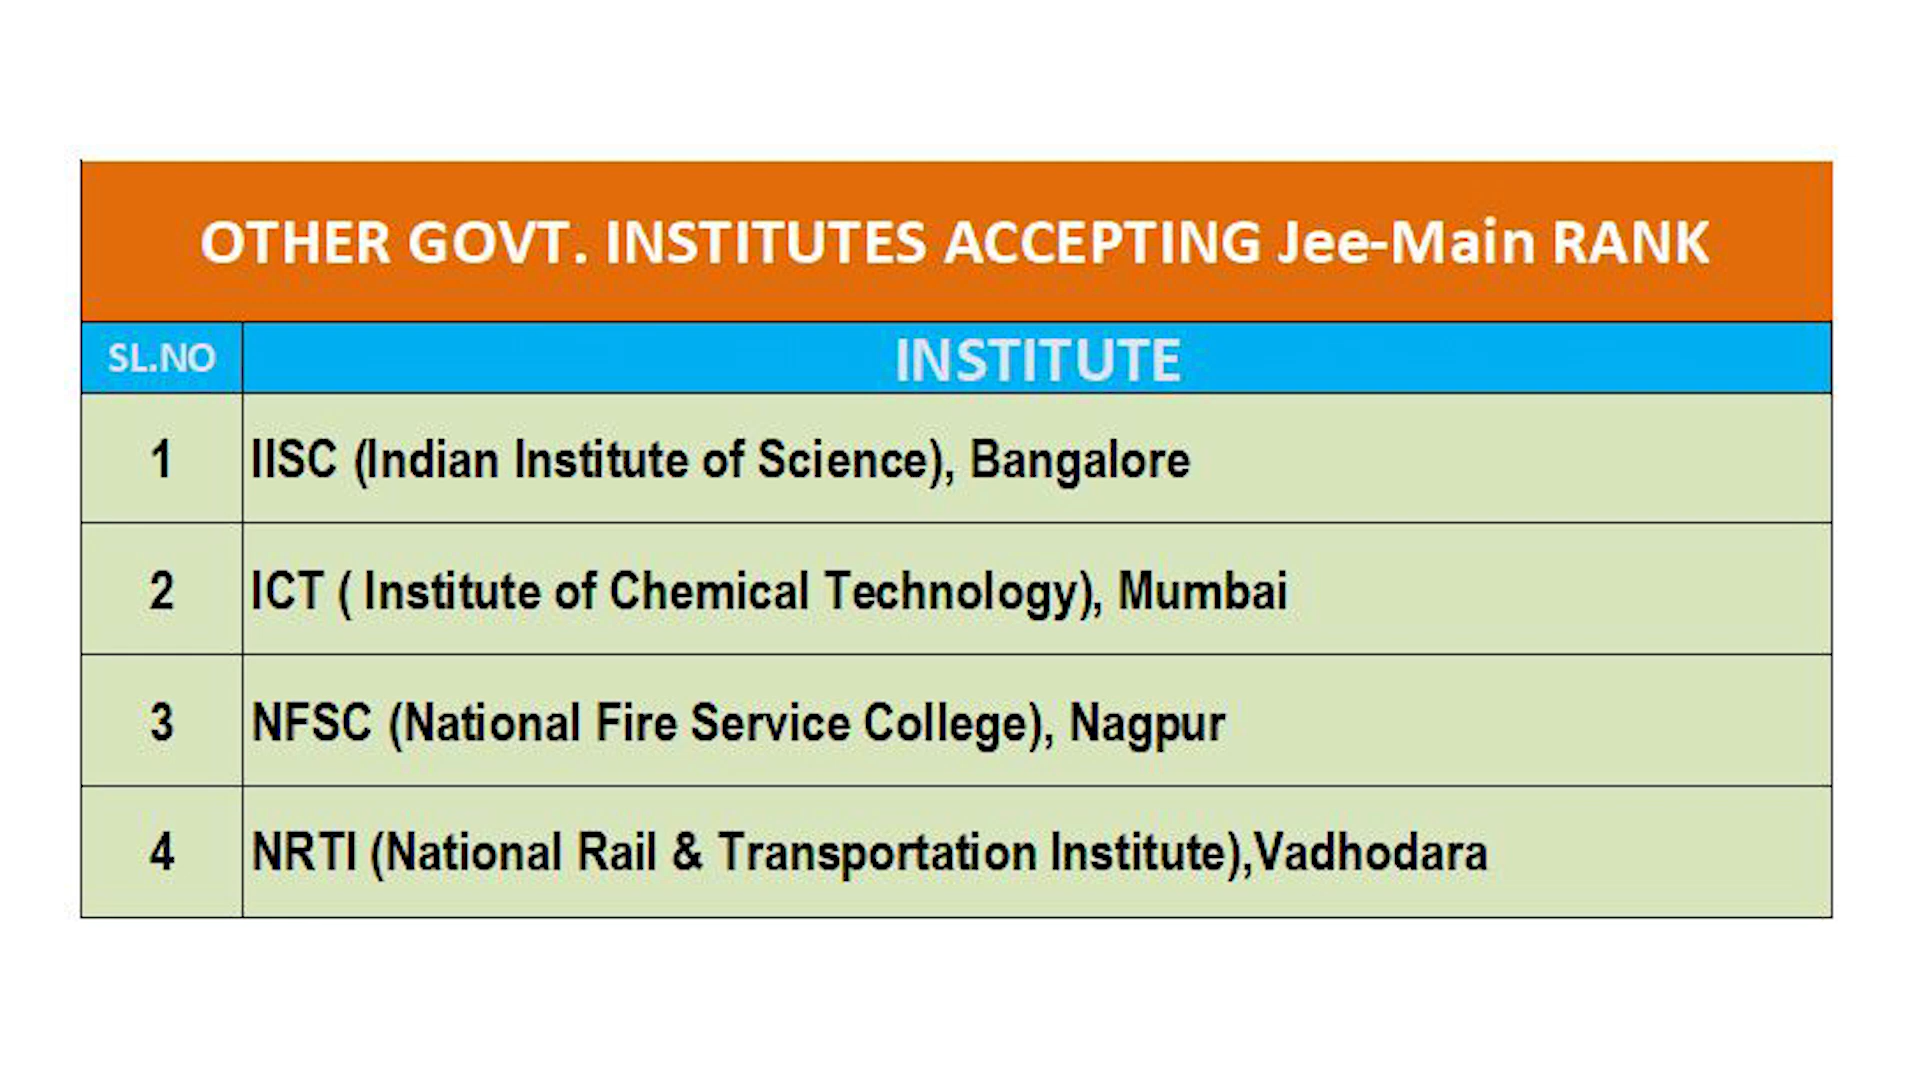 OTHER GOVT. INSTITUTES ACCEPTING Jee-Main RANK
SL.NO INSTITUTE
1 IISC (Indian Institute of Science), Bangalore
2 ICT ( Institute of Chemical Technology), Mumbai
3 NFSC (National Fire Service College), Nagpur
4 NRTI (National Rail & Transportation Institute),Vadhodara